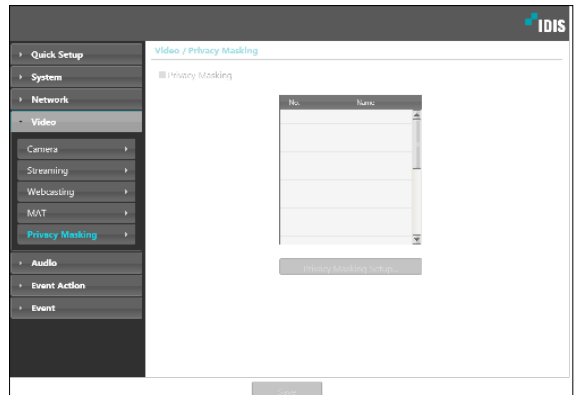 IDIS
Quick Setup
System
Network
Video
Camera
Streaming
Webcasting
MAT
Privacy Masking
Audio
Event Action
Event
Video / Privacy Masking
Privacy Masking
No. Name
Privacy Masking Setup...
Save